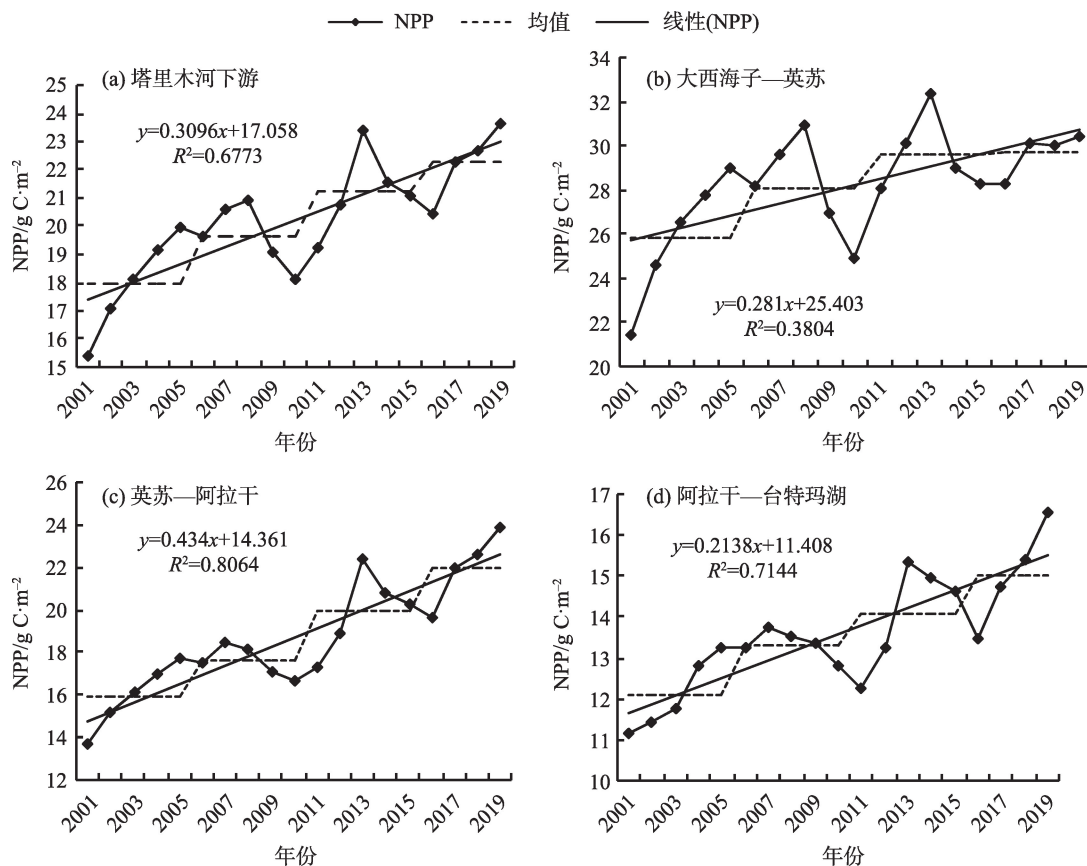 NPP 均值 线性(NPP)
(a) 塔里木河下游
y=0.3096x+17.058
R²=0.6773
NPP/g C·m⁻²
25
24
23
22
21
20
19
18
17
16
15
2001 2003 2005 2007 2009 2011 2013 2015 2017 2019
年份
(b) 大西海子—英苏
y=0.281x+25.403
R²=0.3804
NPP/g C·m⁻²
34
32
30
28
26
24
22
20
2001 2003 2005 2007 2009 2011 2013 2015 2017 2019
年份
(c) 英苏—阿拉干
y=0.434x+14.361
R²=0.8064
NPP/g C·m⁻²
26
24
22
20
18
16
14
12
2001 2003 2005 2007 2009 2011 2013 2015 2017 2019
年份
(d) 阿拉干—台特玛湖
y=0.2138x+11.408
R²=0.7144
NPP/g C·m⁻²
17
16
15
14
13
12
11
10
2001 2003 2005 2007 2009 2011 2013 2015 2017 2019
年份